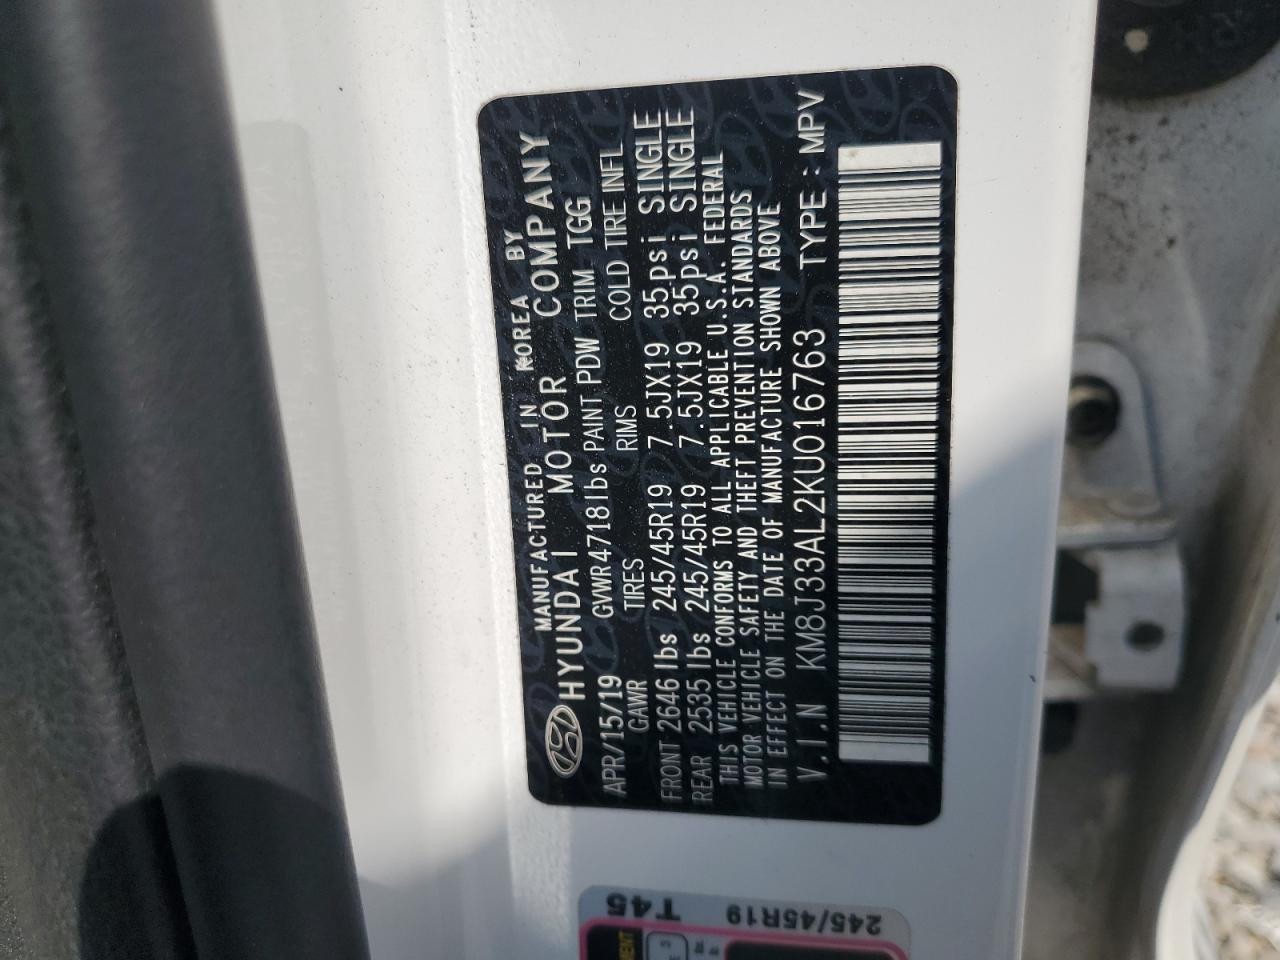 MANUFACTURED IN KOREA BY
HYUNDAI MOTOR COMPANY
APR/15/19 GVWR4718lbs PAINT PDW TRIM TGG
GAWR TIRES RIMS COLD TIRE INFL
FRONT 2646 lbs 245/45R19 7.5JX19 35psi SINGLE
REAR 2535 lbs 245/45R19 7.5JX19 35psi SINGLE
THIS VEHICLE CONFORMS TO ALL APPLICABLE U.S.A. FEDERAL
MOTOR VEHICLE SAFETY AND THEFT PREVENTION STANDARDS
IN EFFECT ON THE DATE OF MANUFACTURE SHOWN ABOVE
V.I.N KM8J33AL2KU016763 TYPE : MPV
T45
245/45R19